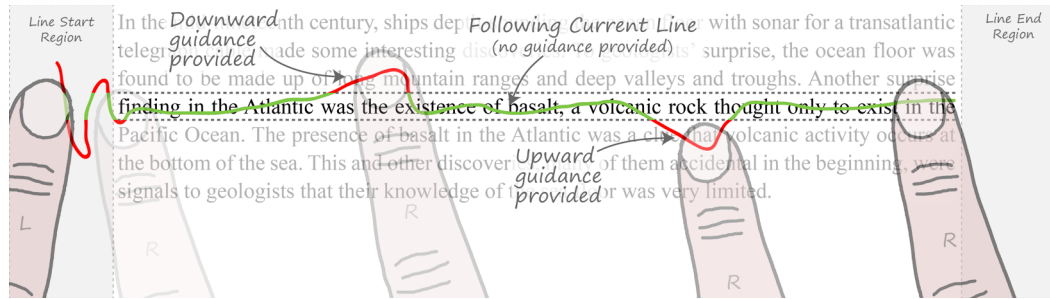 Line Start
Region
Line End
Region
Downward
guidance
provided
Following Current Line
(no guidance provided)
Upward
guidance
provided
In the nth century, ships dep with sonar for a transatlantic
telegr made some interesting surprise, the ocean floor was
found to be made up of long mountain ranges and deep valleys and troughs. Another surprise
finding in the Atlantic was the existence of basalt, a volcanic rock thought only to exist in the
Pacific Ocean. The presence of basalt in the Atlantic was a clue that volcanic activity occurs at
the bottom of the sea. This and other discover of them accidental in the beginning, were
signals to geologists that their knowledge of t or was very limited.
L
R
R
R
R